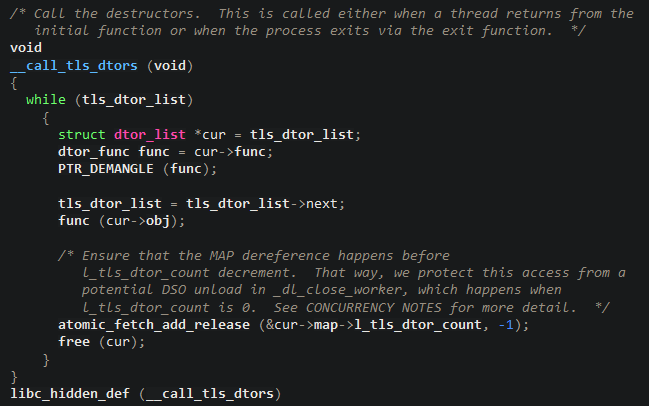 /* Call the destructors.  This is called either when a thread returns from the
   initial function or when the process exits via the exit function.  */
void
__call_tls_dtors (void)
{
  while (tls_dtor_list)
    {
      struct dtor_list *cur = tls_dtor_list;
      dtor_func func = cur->func;
      PTR_DEMANGLE (func);

      tls_dtor_list = tls_dtor_list->next;
      func (cur->obj);

      /* Ensure that the MAP dereference happens before
         l_tls_dtor_count decrement.  That way, we protect this access from a
         potential DSO unload in _dl_close_worker, which happens when
         l_tls_dtor_count is 0.  See CONCURRENCY NOTES for more detail.  */
      atomic_fetch_add_release (&cur->map->l_tls_dtor_count, -1);
      free (cur);
    }
}
libc_hidden_def (__call_tls_dtors)